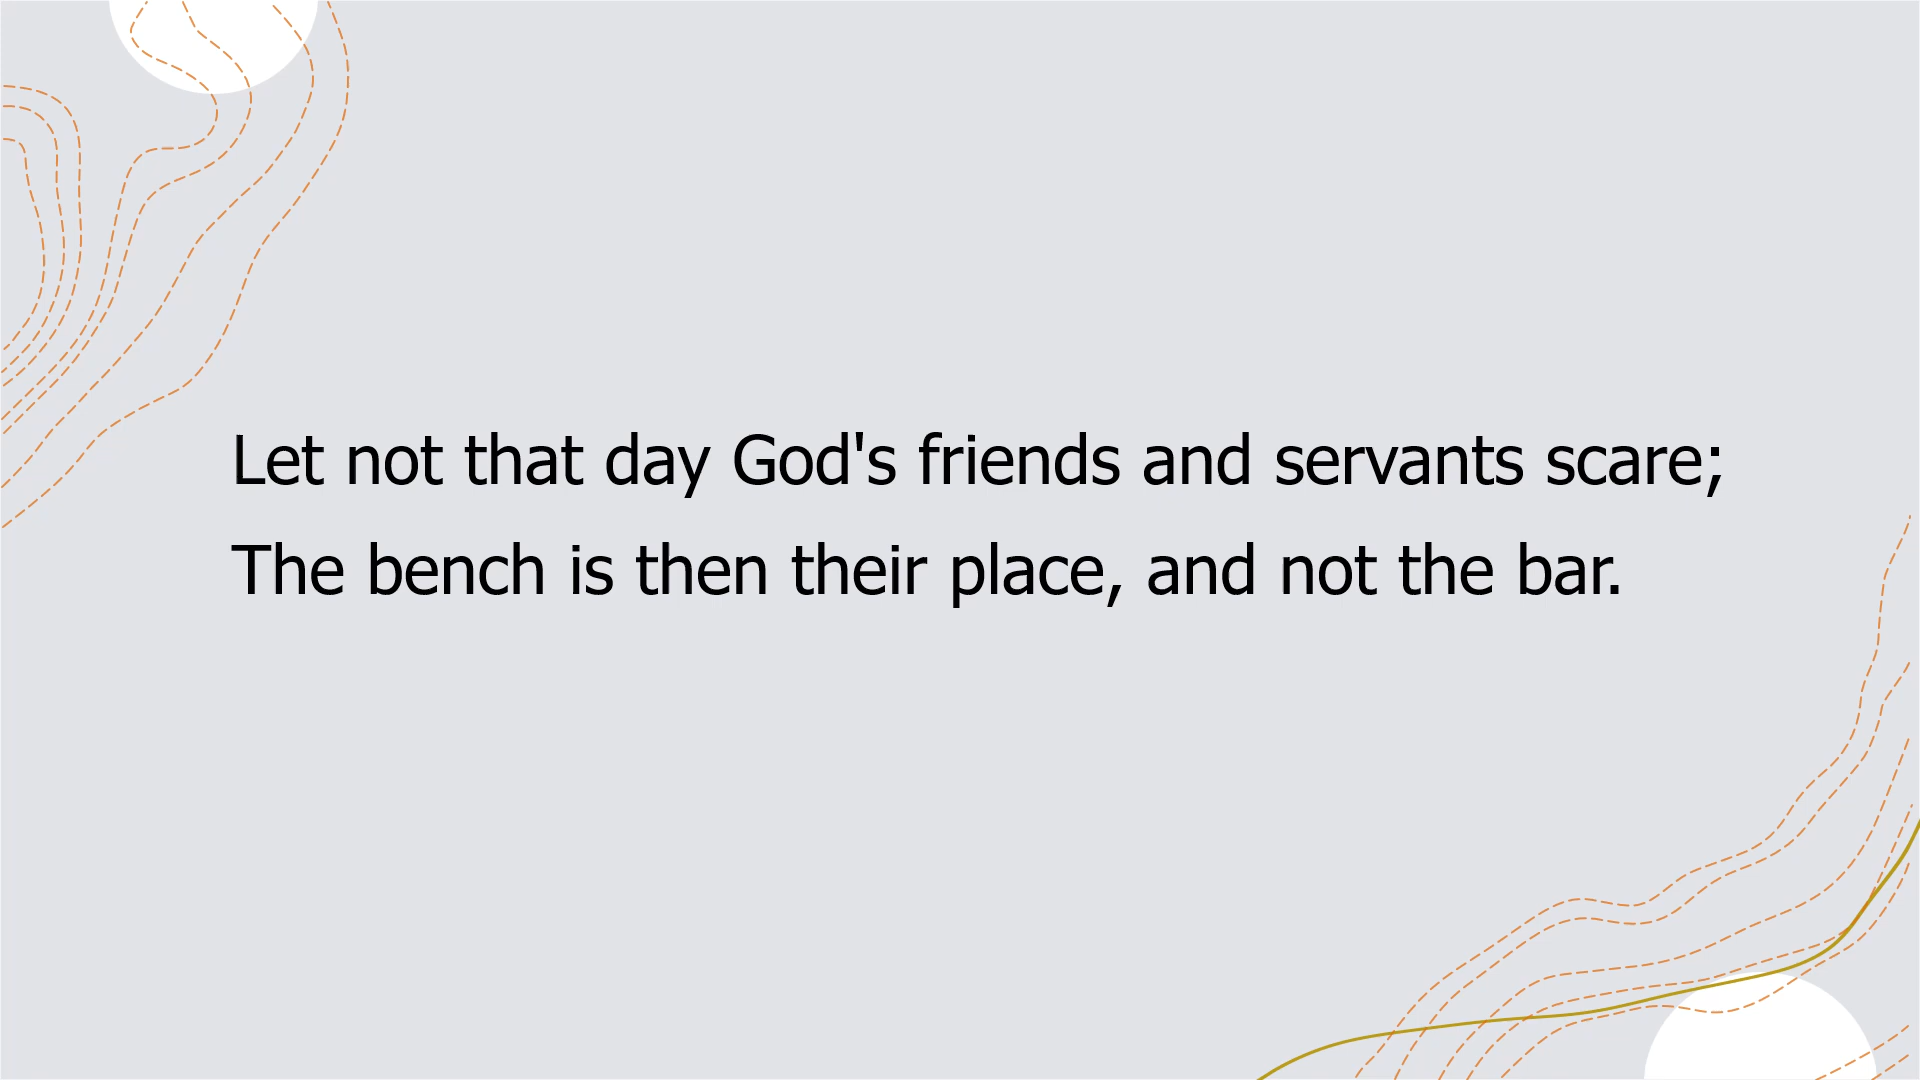 Let not that day God's friends and servants scare;
The bench is then their place, and not the bar.